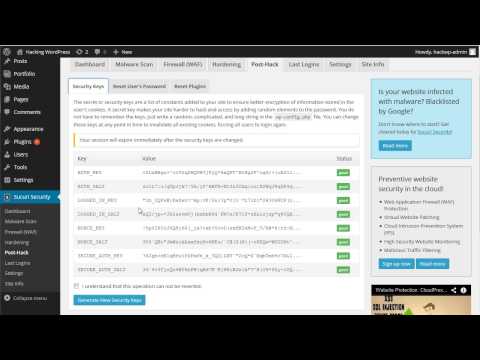 Hacking WordPress
2
0
New
Howdy, hackwp-admin
Posts
Portfolio
Media
Pages
Comments
Appearance
Plugins
Users
Tools
Settings
Sucuri Security
Dashboard
Malware Scan
Firewall (WAF)
Hardening
Post-Hack
Last Logins
Settings
Site Info
Collapse menu
Dashboard
Malware Scan
Firewall (WAF)
Hardening
Post-Hack
Last Logins
Settings
Site Info
Security Keys
Reset User's Password
Reset Plugins
The secret or security keys are a list of constants added to your site to ensure better encryption of information stored in
the user's cookies. A secret key makes your site harder to hack and access by adding random elements to the password. You do
not have to remember the keys, just write a random, complicated, and long string in the wp-config.php file. You can change
these keys at any point in time to invalidate all existing cookies, forcing all users to login again.
Your session will expire immediately after the security keys are changed.
Key
Value
Status
AUTH_KEY
good
AUTH_SALT
good
LOGGED_IN_KEY
good
LOGGED_IN_SALT
good
NONCE_KEY
good
NONCE_SALT
good
SECURE_AUTH_KEY
good
SECURE_AUTH_SALT
good
I understand that this operation can not be reverted.
Generate New Security Keys
Is your website infected
with malware? Blacklisted
by Google?
Don't know where to start? Get
cleared today by Sucuri Security!
Read more
Preventive website
security in the cloud!
Web Application Firewall (WAF)
Protection
Virtual Website Patching
Cloud Intrusion Prevention System
(IPS)
High Security Website Monitoring
Malicious Traffic Filtering
Sign up now
Read more
Website Protection: CloudProx...
XSS
SQL INJECTION